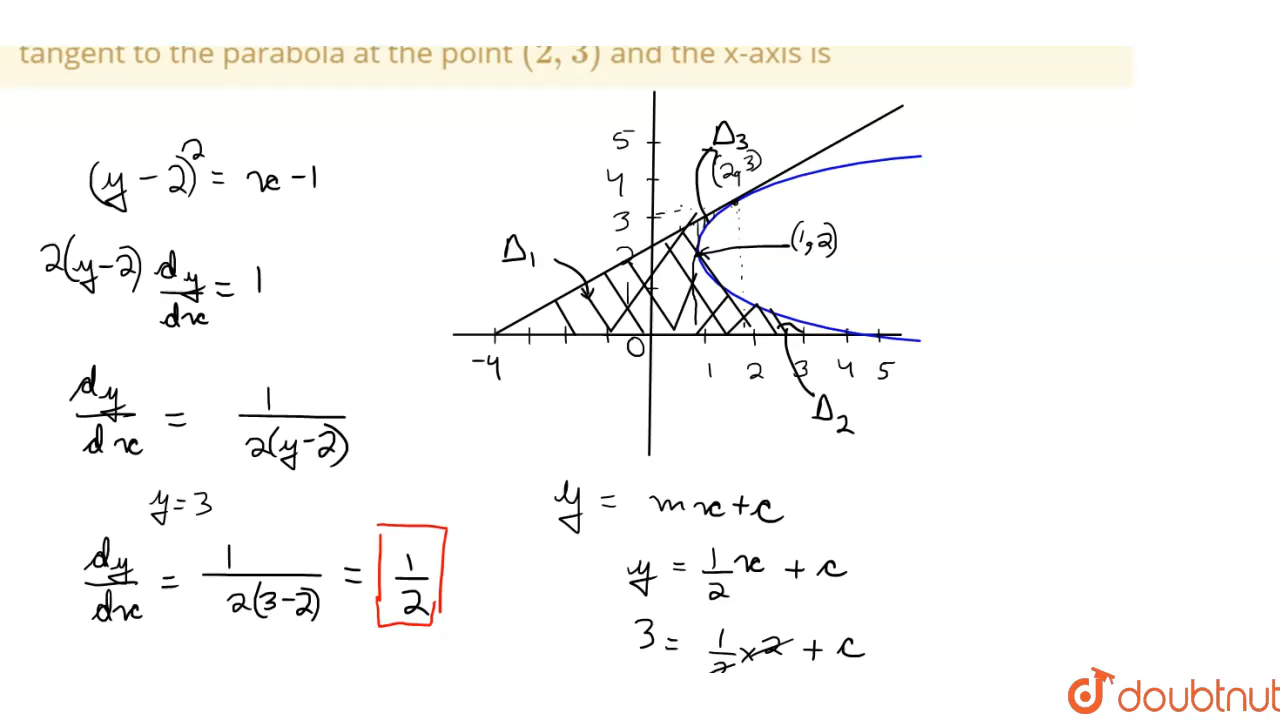 tangent to the parabola at the point (2, 3) and the x-axis is
(y - 2)² = x - 1
2(y-2) dy/dx = 1
dy/dx = 1/2(y-2)
y = 3
dy/dx = 1/2(3-2) = 1/2
5
4
3
2
1
-4
0
1
2
3
4
5
Δ1
Δ2
Δ3
(2,3)
(1,2)
y = mx+c
y = 1/2 x + c
3 = 1/2 × 2 + c
doubtnut